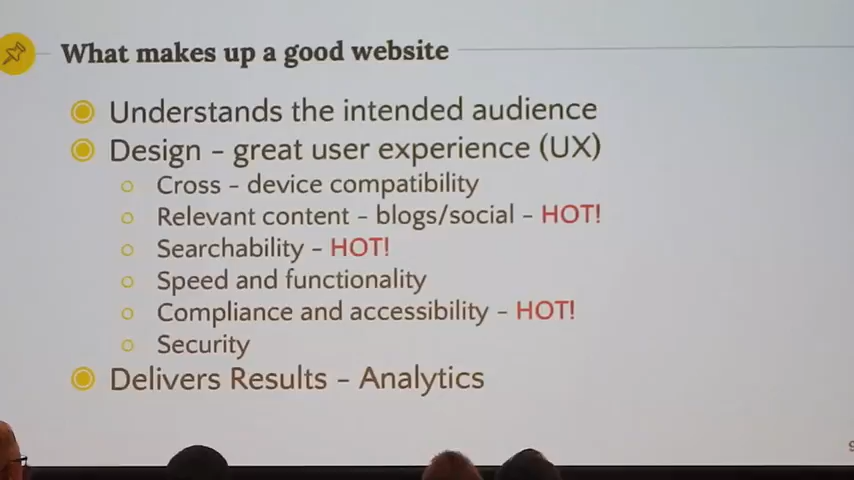 What makes up a good website
Understands the intended audience
Design – great user experience (UX)
Cross – device compatibility
Relevant content – blogs/social – HOT!
Searchability – HOT!
Speed and functionality
Compliance and accessibility – HOT!
Security
Delivers Results – Analytics
9